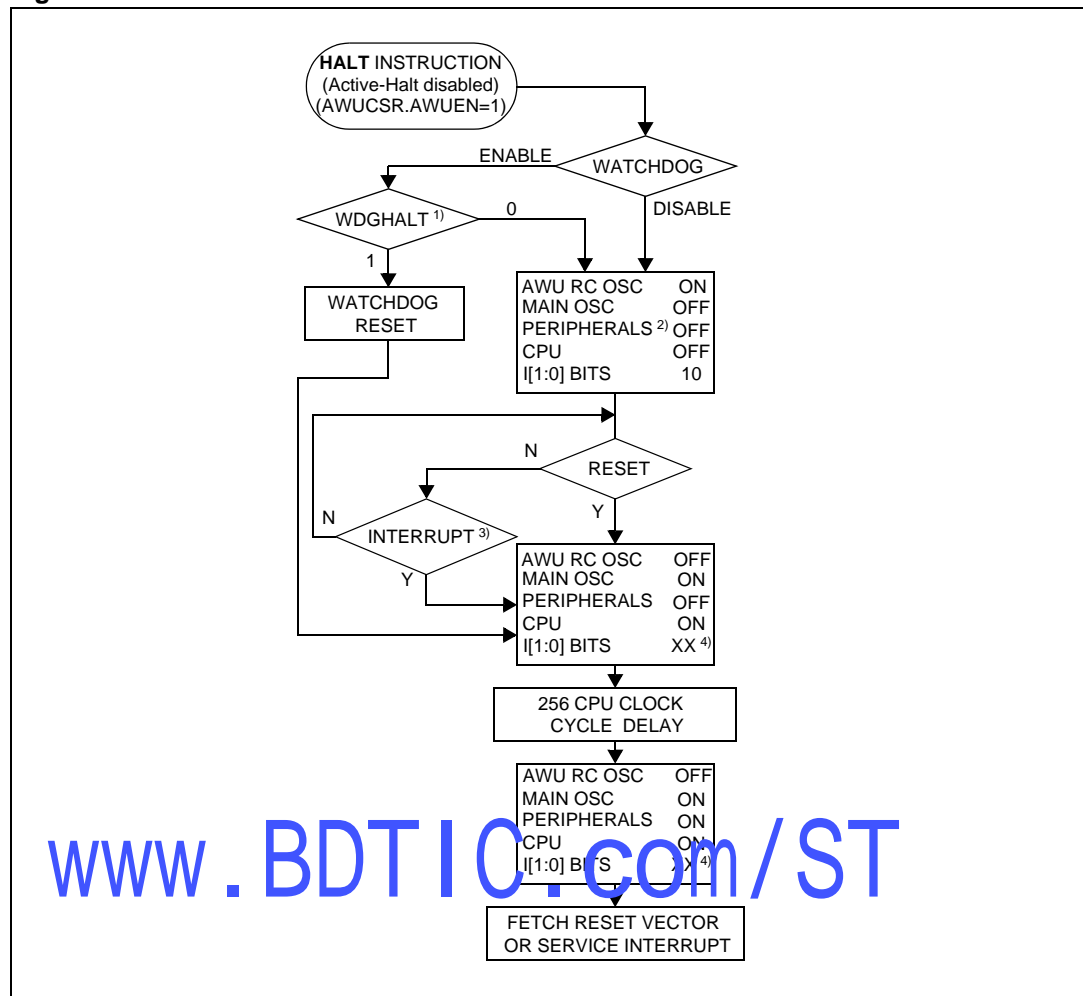 HALT INSTRUCTION
(Active-Halt disabled)
(AWUCSR.AWUEN=1)
WATCHDOG
ENABLE
DISABLE
WDGHALT 1)
0
1
WATCHDOG
RESET
AWU RC OSC ON
MAIN OSC OFF
PERIPHERALS 2) OFF
CPU OFF
I[1:0] BITS 10
RESET
N
Y
INTERRUPT 3)
N
Y
AWU RC OSC OFF
MAIN OSC ON
PERIPHERALS OFF
CPU ON
I[1:0] BITS XX 4)
256 CPU CLOCK
CYCLE DELAY
AWU RC OSC OFF
MAIN OSC ON
PERIPHERALS ON
CPU ON
I[1:0] BITS XX 4)
www.BDTIC.com/ST
FETCH RESET VECTOR
OR SERVICE INTERRUPT